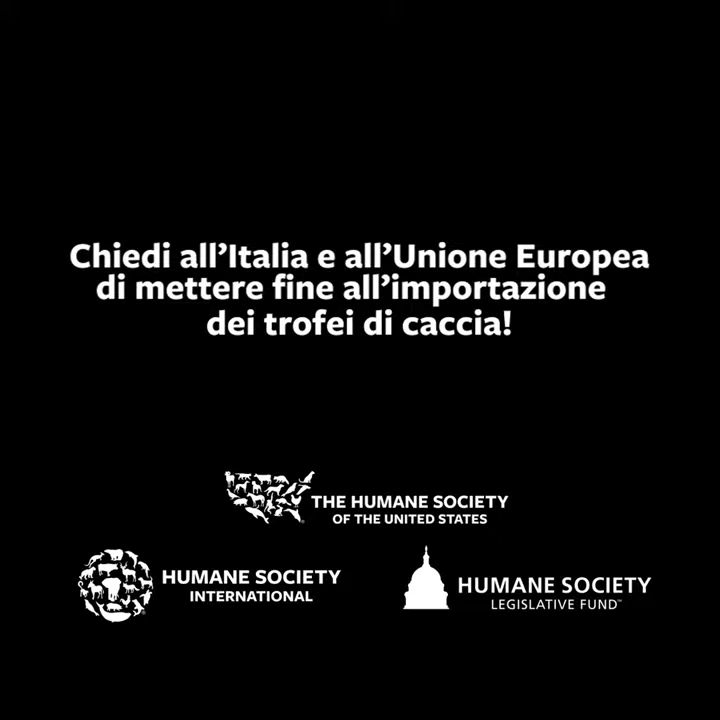 Chiedi all’Italia e all’Unione Europea
di mettere fine all’importazione
dei trofei di caccia!
THE HUMANE SOCIETY
OF THE UNITED STATES
HUMANE SOCIETY
INTERNATIONAL
HUMANE SOCIETY
LEGISLATIVE FUND™